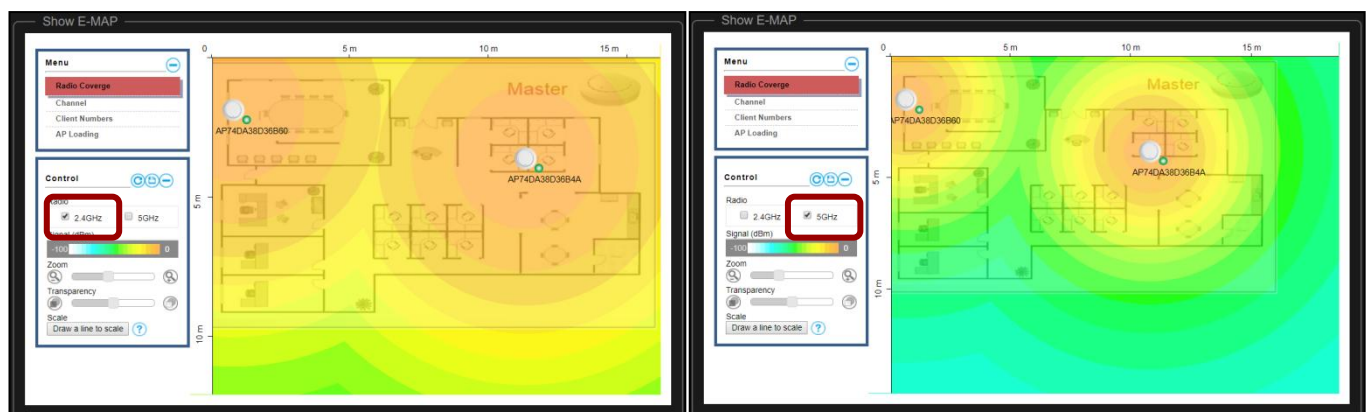 Show E-MAP
Menu
Radio Coverge
Channel
Client Numbers
AP Loading
Control
Radio
2.4GHz 5GHz
Signal (dBm)
-100 0
Zoom
Transparency
Scale
Draw a line to scale ?
0 5 m 10 m 15 m
5 m
10 m
Master
AP74DA38D36B60
AP74DA38D36B4A
Show E-MAP
Menu
Radio Coverge
Channel
Client Numbers
AP Loading
Control
Radio
2.4GHz 5GHz
Signal (dBm)
-100 0
Zoom
Transparency
Scale
Draw a line to scale ?
0 5 m 10 m 15 m
5 m
10 m
Master
AP74DA38D36B60
AP74DA38D36B4A